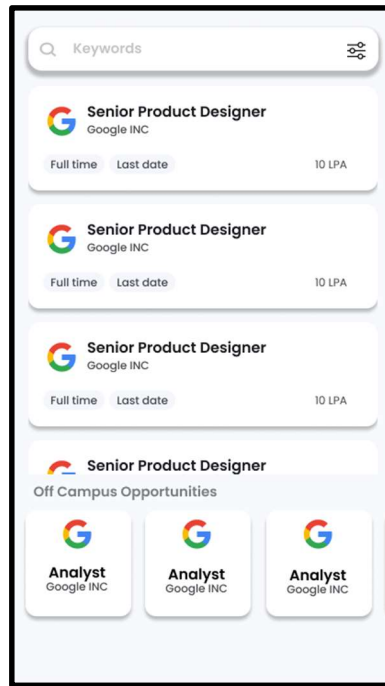 Keywords
Senior Product Designer
Google INC
Full time Last date 10 LPA
Senior Product Designer
Google INC
Full time Last date 10 LPA
Senior Product Designer
Google INC
Full time Last date 10 LPA
Senior Product Designer
Off Campus Opportunities
Analyst Analyst Analyst
Google INC Google INC Google INC